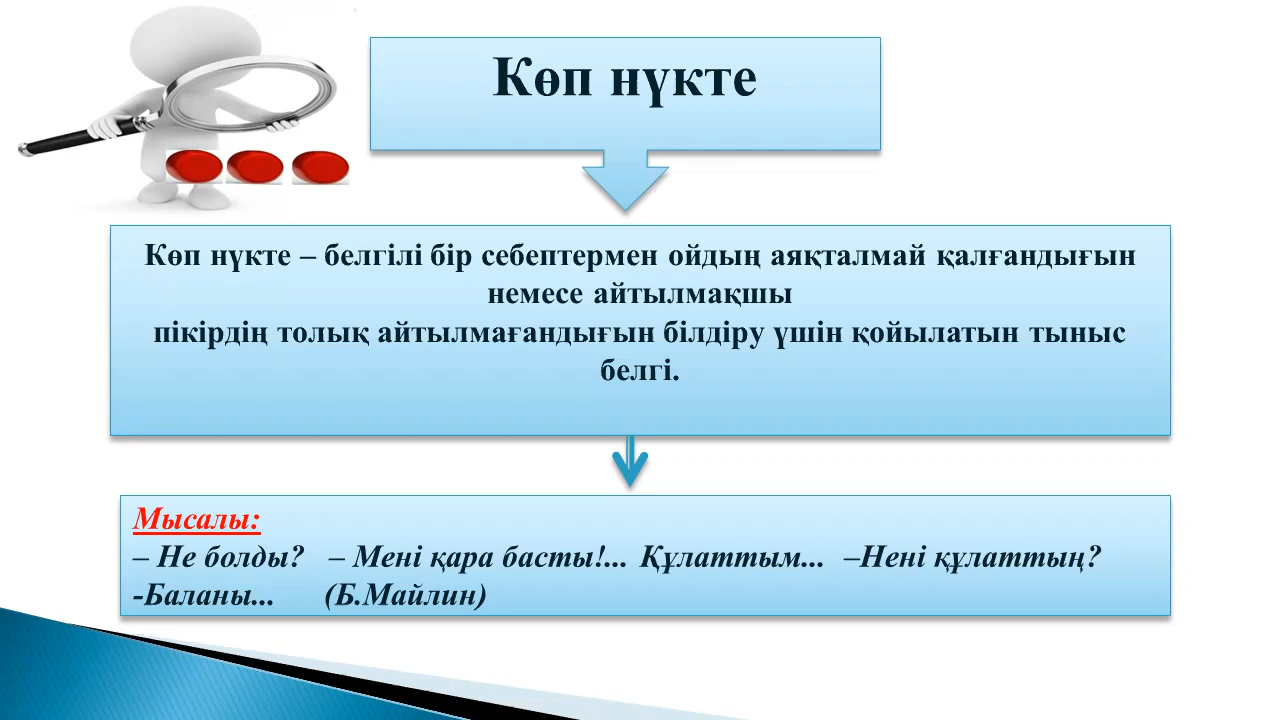 Көп нүкте
Көп нүкте – белгілі бір себептермен ойдың аяқталмай қалғандығын
немесе айтылмақшы
пікірдің толық айтылмағандығын білдіру үшін қойылатын тыныс
белгі.
Мысалы:
– Не болды? – Мені қара басты!... Құлаттым... –Нені құлаттың?
-Баланы... (Б.Майлин)